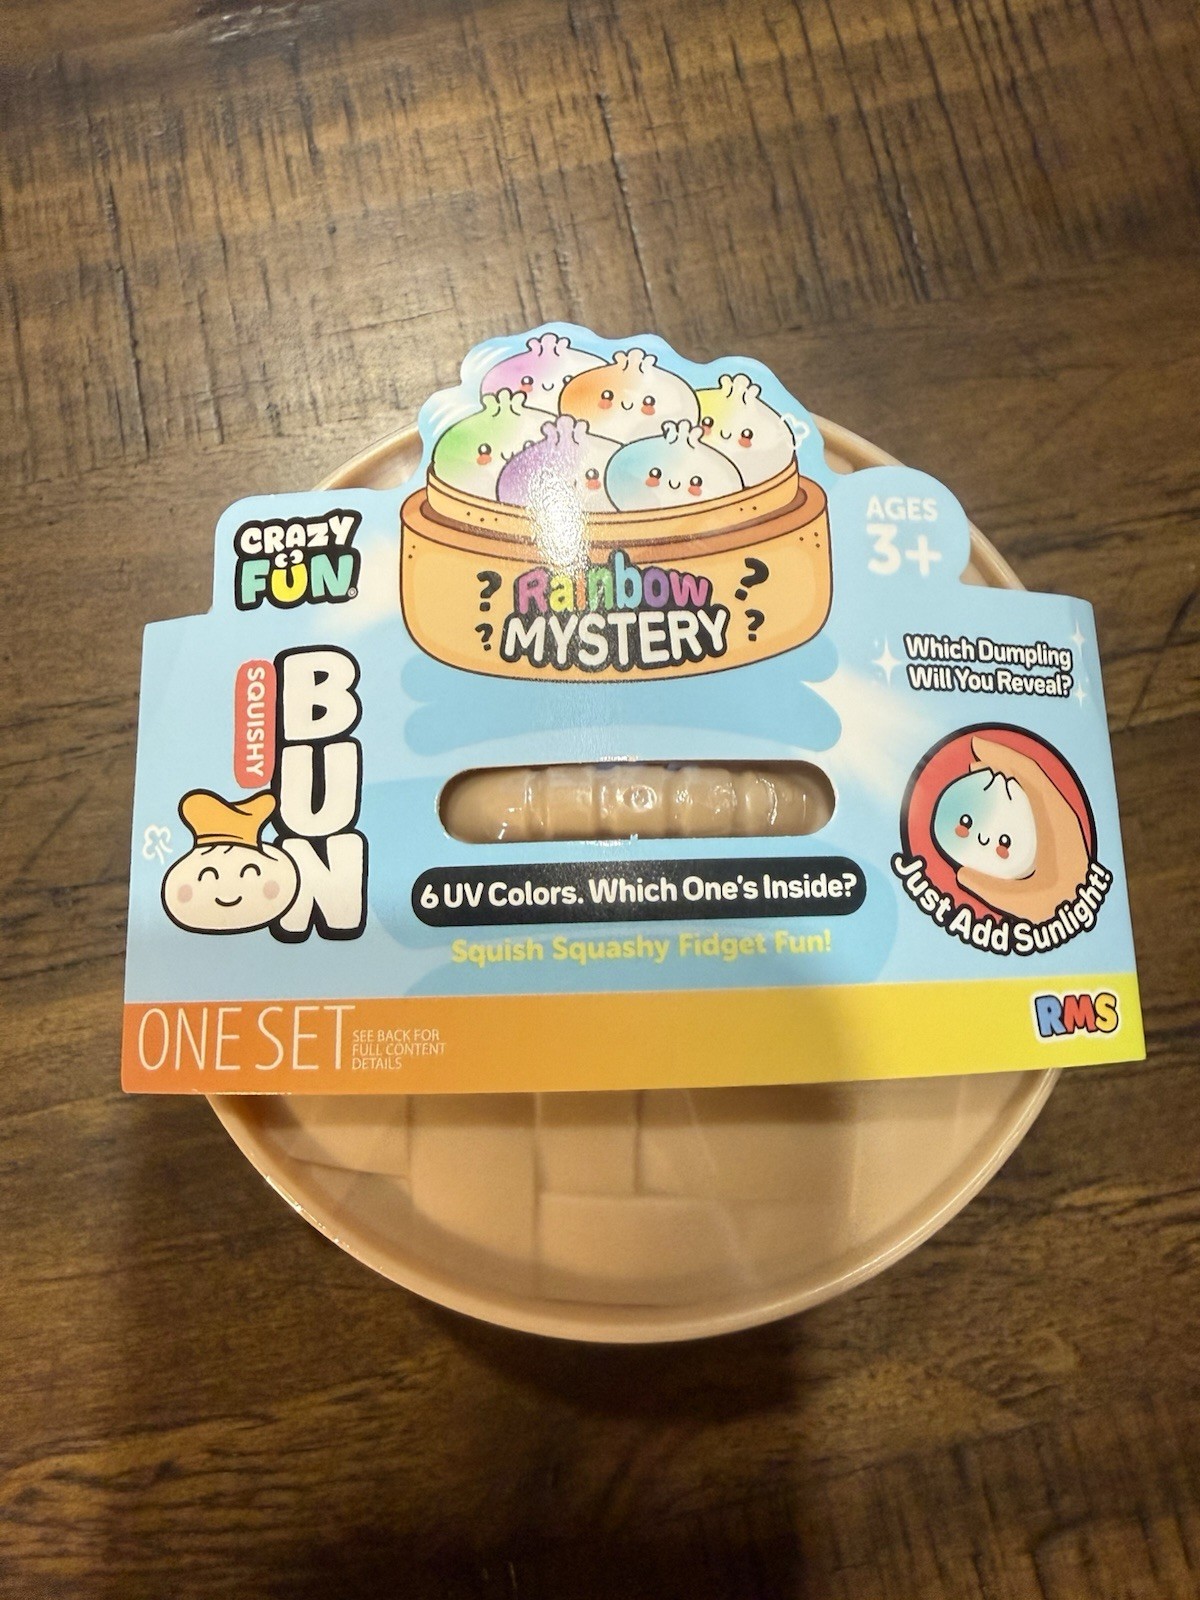 CRAZY
FUN®
AGES
3+
? Rainbow ?
? MYSTERY ?
Which Dumpling
Will You Reveal?
SQUISHY
BUN
Just Add Sunlight!
6 UV Colors. Which One's Inside?
Squish Squashy Fidget Fun!
ONE SET
SEE BACK FOR
FULL CONTENT
DETAILS
RMS